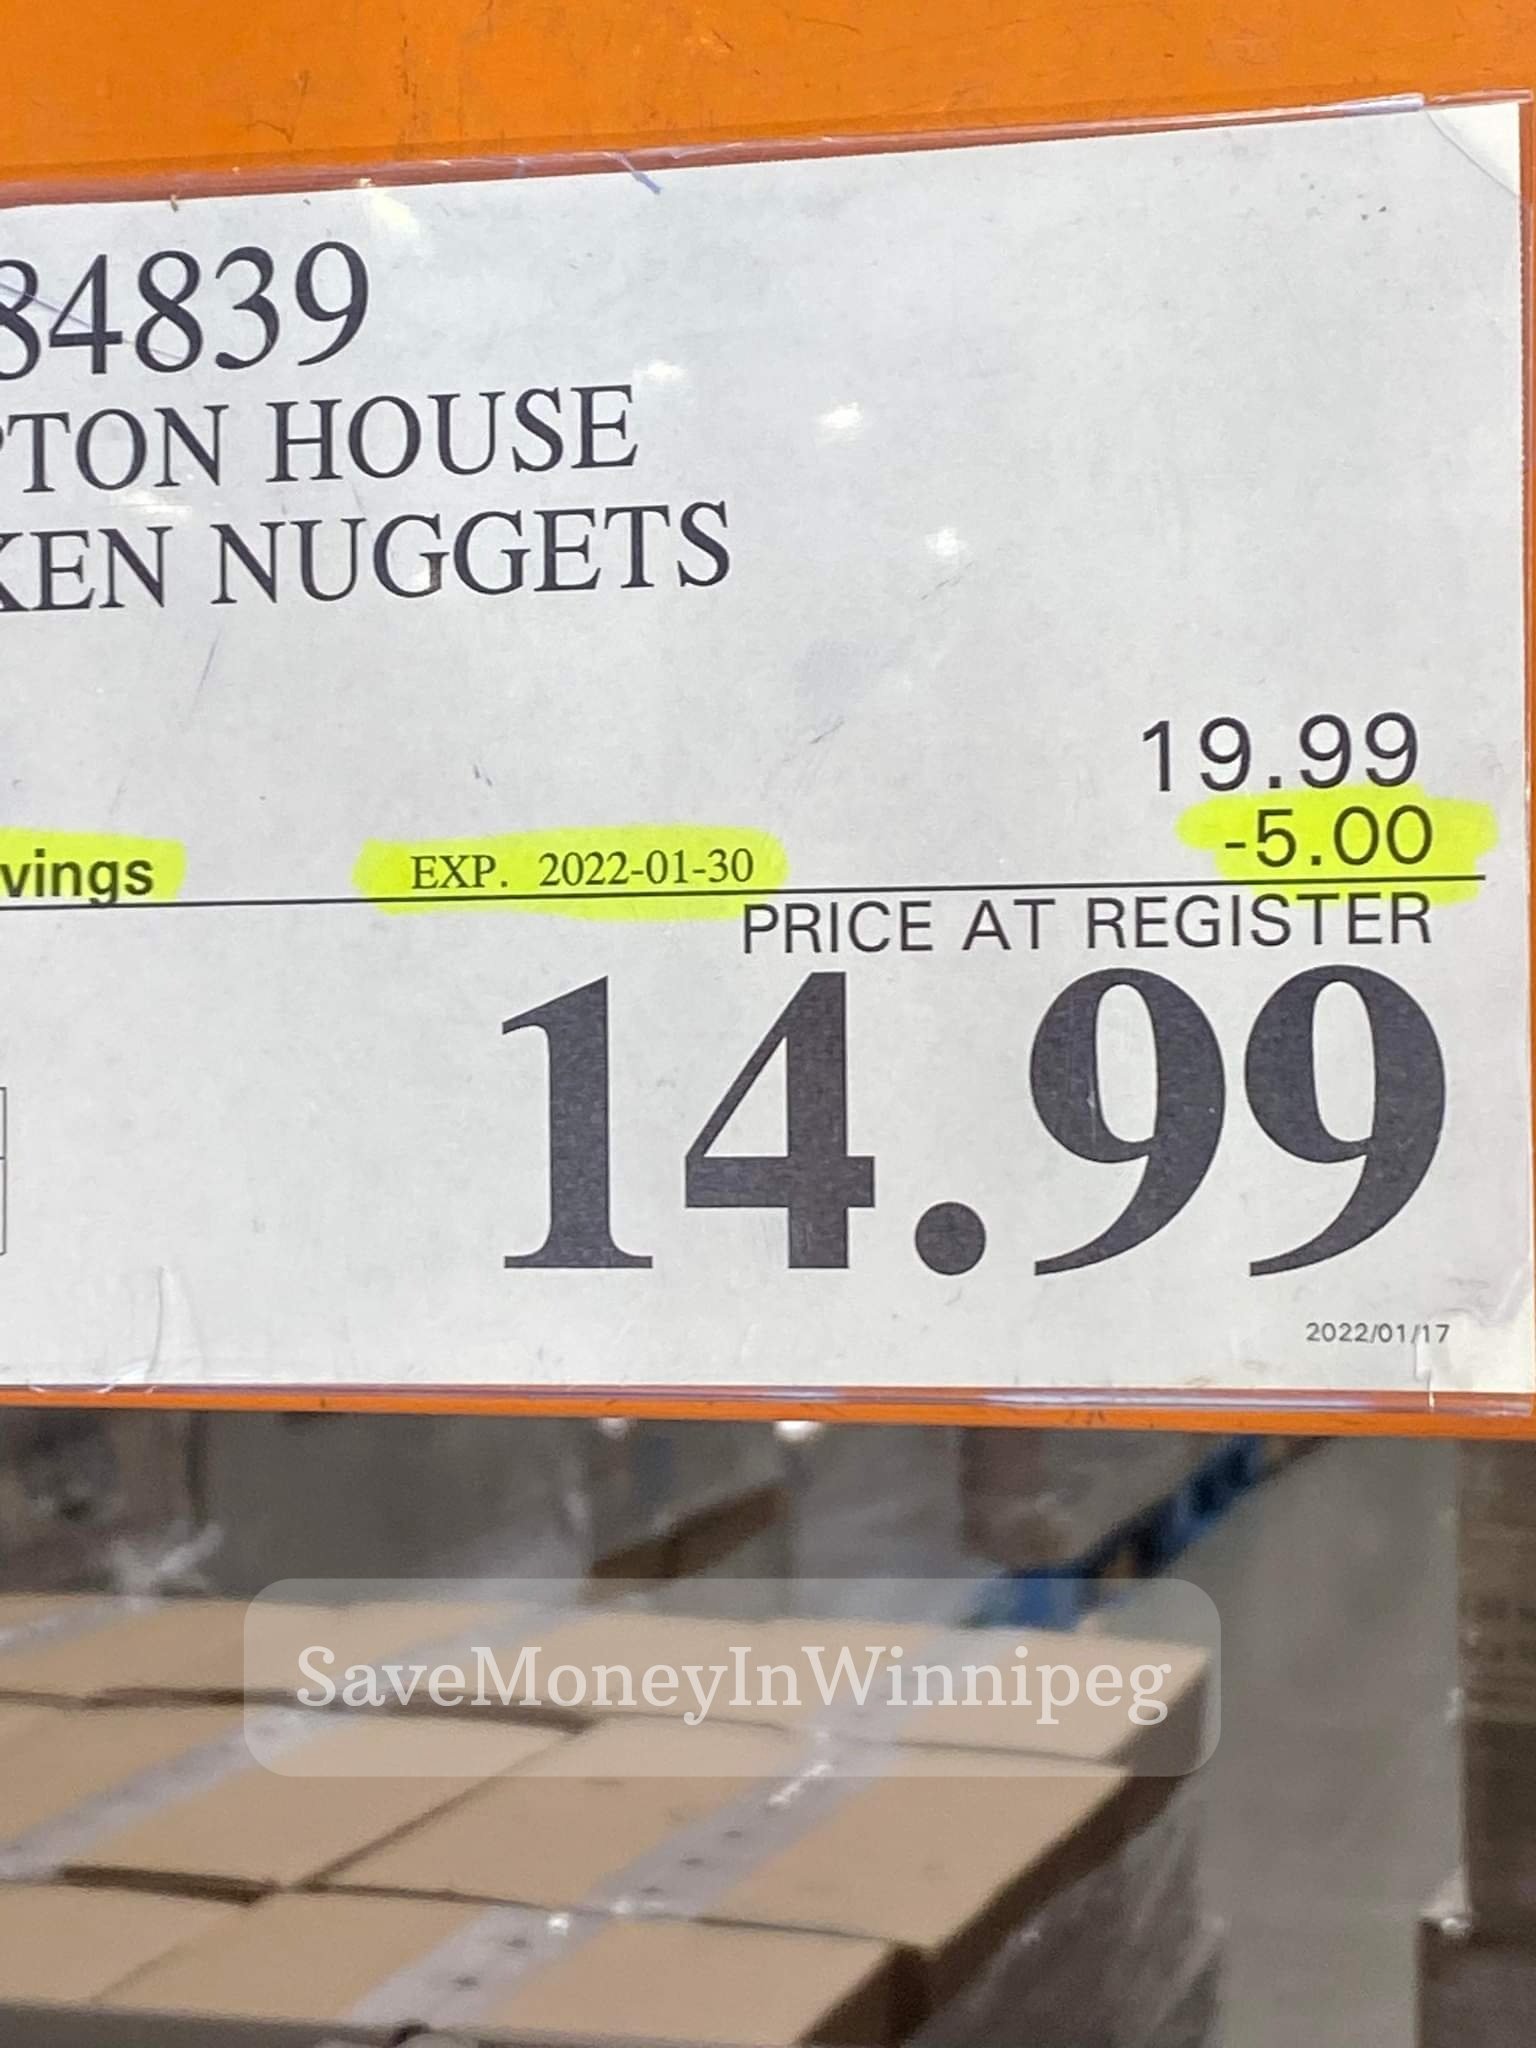 84839
PTON HOUSE
KEN NUGGETS
19.99
-5.00
vings EXP. 2022-01-30
PRICE AT REGISTER
14.99
2022/01/17
SaveMoneyInWinnipeg